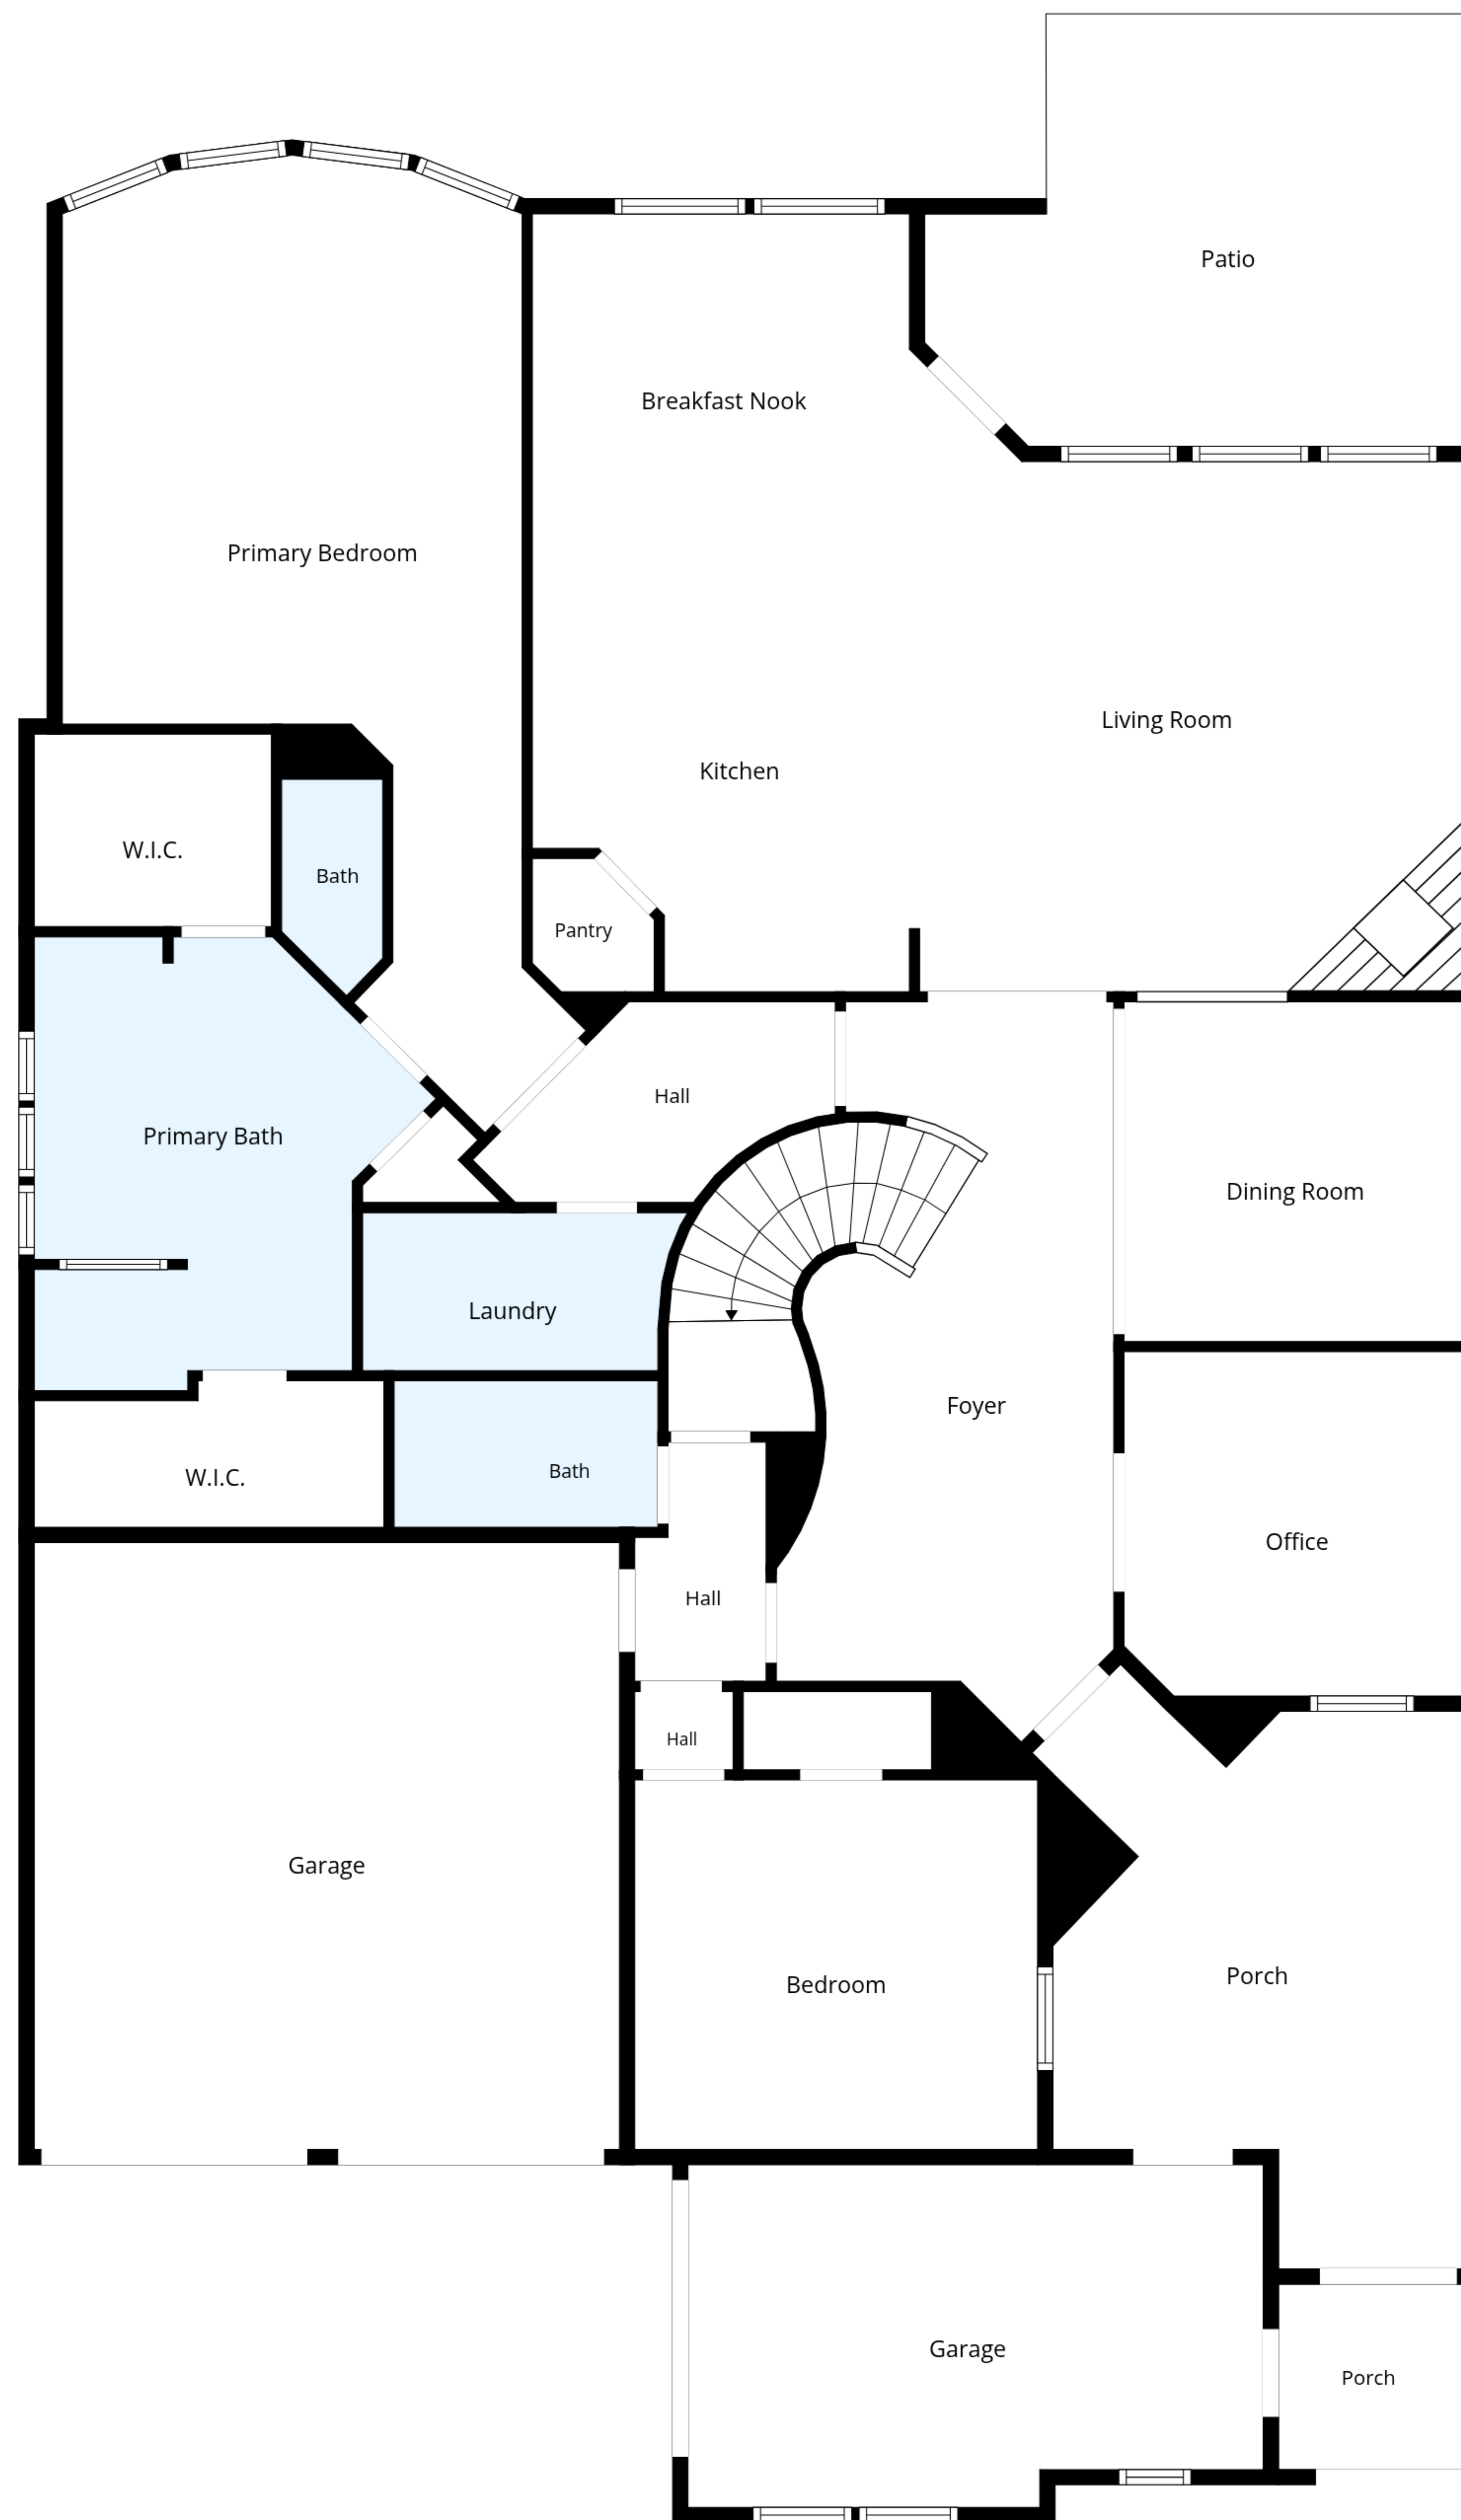 Patio
Breakfast Nook
Primary Bedroom
Living Room
Kitchen
W.I.C.
Bath
Pantry
Hall
Primary Bath
Dining Room
Laundry
Foyer
Bath
W.I.C.
Office
Hall
Hall
Garage
Bedroom
Porch
Garage
Porch